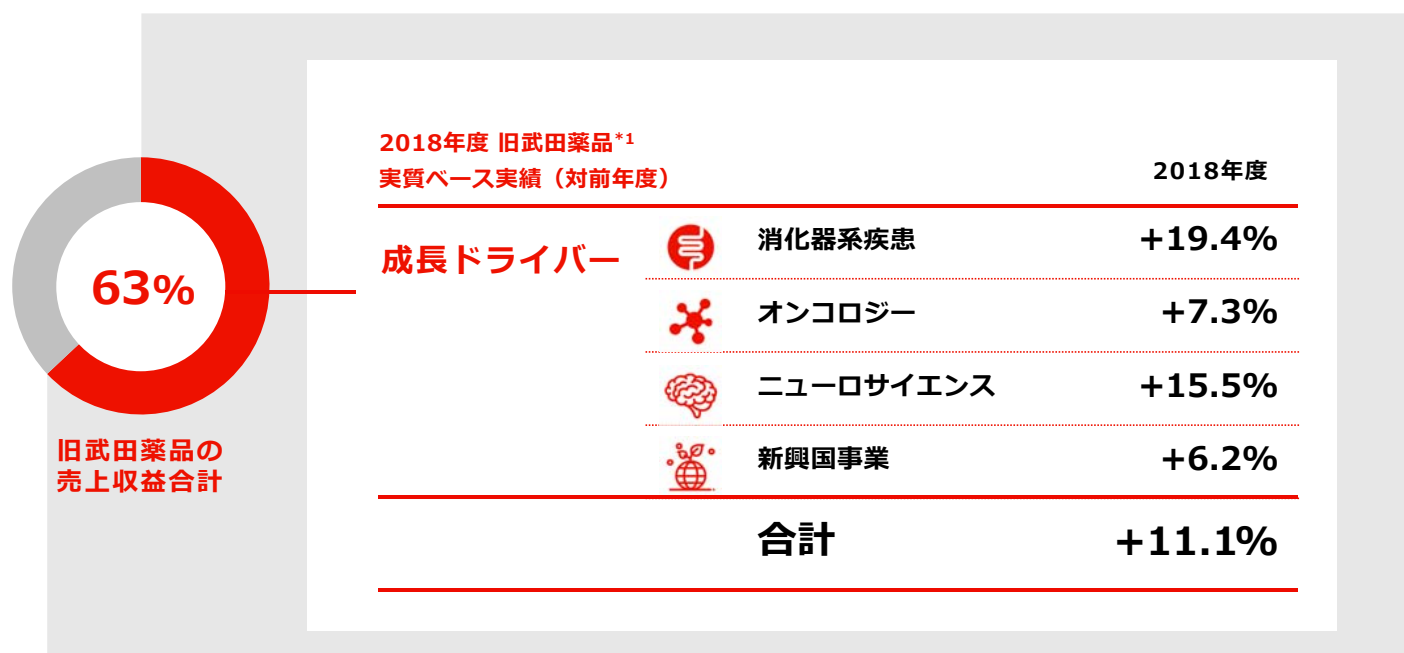 2018年度 旧武田薬品*1
実質ベース実績（対前年度）
2018年度
成長ドライバー
消化器系疾患 +19.4%
オンコロジー +7.3%
ニューロサイエンス +15.5%
新興国事業 +6.2%
合計 +11.1%
63%
旧武田薬品の
売上収益合計